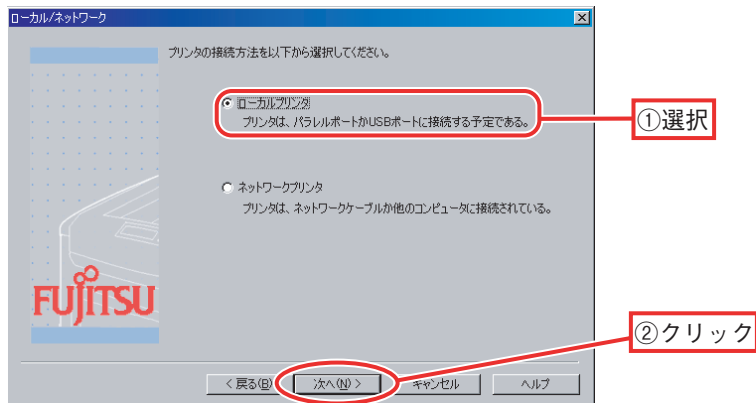 ローカル/ネットワーク
プリンタの接続方法を以下から選択してください。
ローカルプリンタ
プリンタは、パラレルポートかUSBポートに接続する予定である。
①選択
ネットワークプリンタ
プリンタは、ネットワークケーブルか他のコンピュータに接続されている。
FUJITSU
②クリック
< 戻る(B)
次へ(N) >
キャンセル
ヘルプ